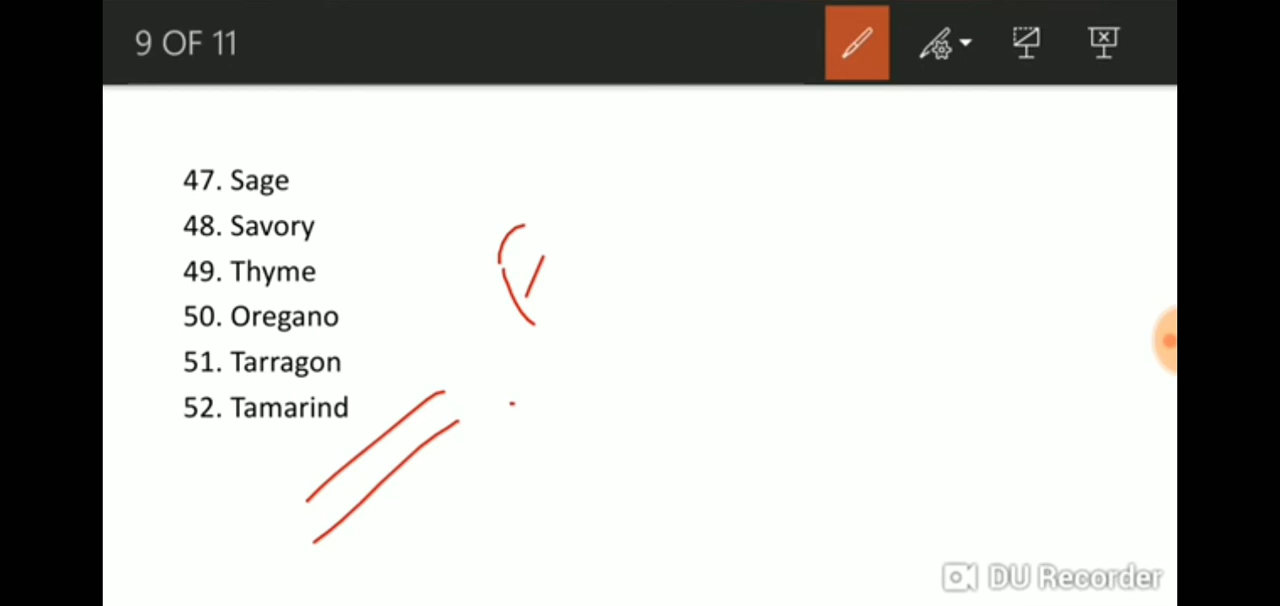 9 OF 11
47. Sage
48. Savory
49. Thyme
50. Oregano
51. Tarragon
52. Tamarind
DU Recorder